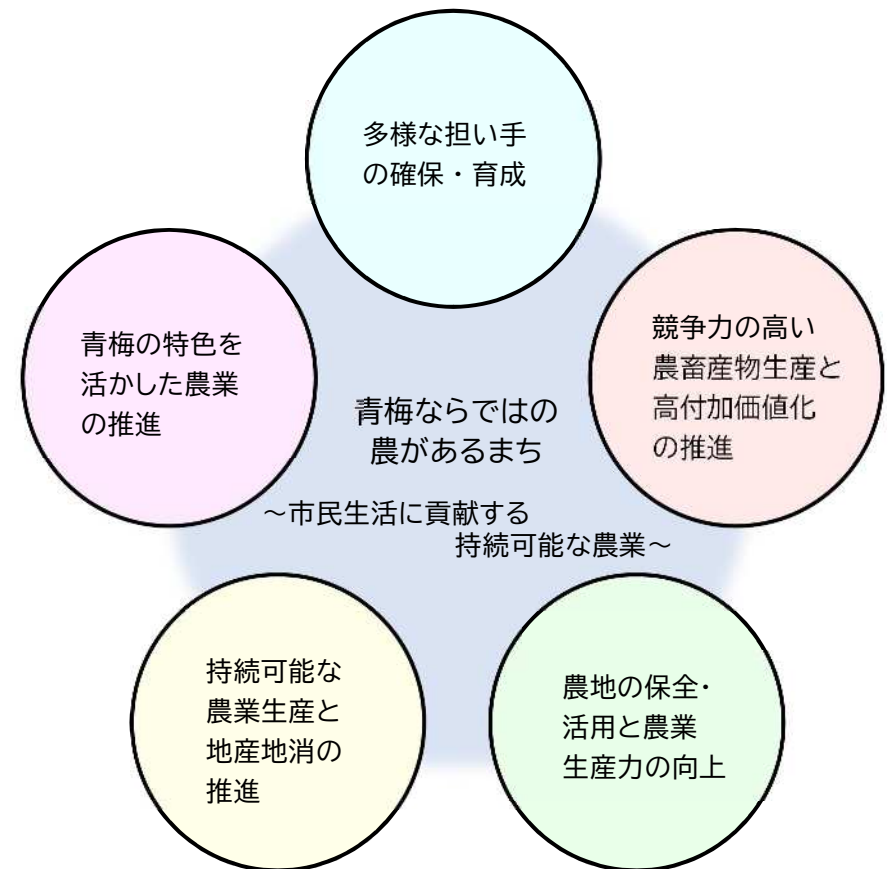 多様な担い手
の確保・育成
青梅の特色を
活かした農業
の推進
競争力の高い
農畜産物生産と
高付加価値化
の推進
青梅ならではの
農があるまち
～市民生活に貢献する
持続可能な農業～
持続可能な
農業生産と
地産地消の
推進
農地の保全・
活用と農業
生産力の向上